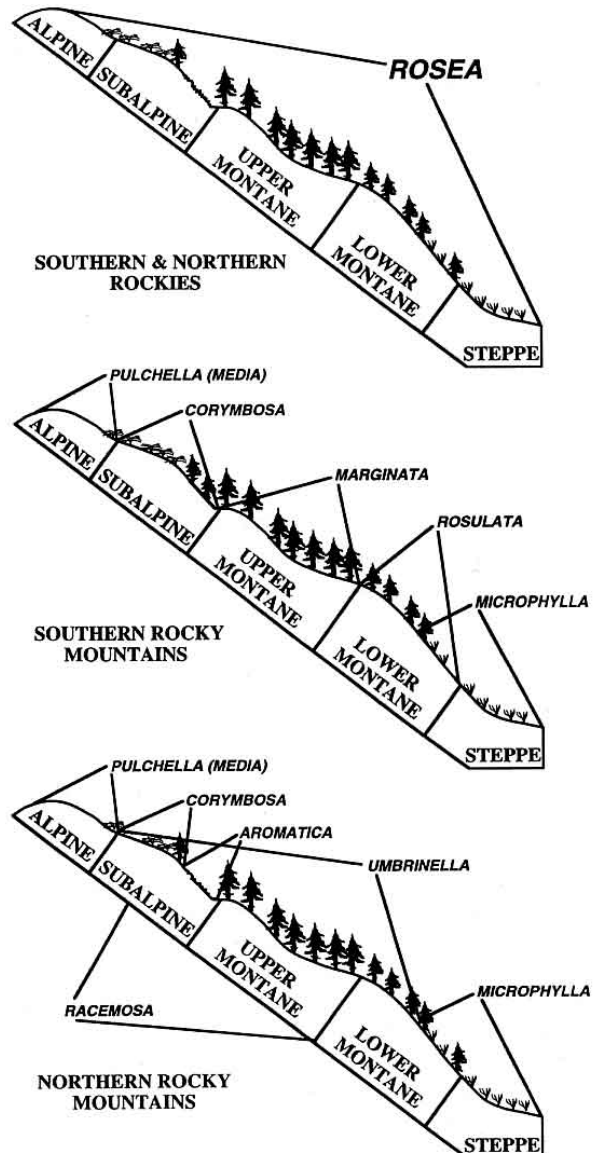 ROSEA
ALPINE
SUBALPINE
UPPER
MONTANE
LOWER
MONTANE
STEPPE
SOUTHERN & NORTHERN
ROCKIES
PULCHELLA (MEDIA)
CORYMBOSA
MARGINATA
ROSULATA
MICROPHYLLA
ALPINE
SUBALPINE
UPPER
MONTANE
LOWER
MONTANE
STEPPE
SOUTHERN ROCKY
MOUNTAINS
PULCHELLA (MEDIA)
CORYMBOSA
AROMATICA
UMBRINELLA
MICROPHYLLA
RACEMOSA
ALPINE
SUBALPINE
UPPER
MONTANE
LOWER
MONTANE
STEPPE
NORTHERN ROCKY
MOUNTAINS